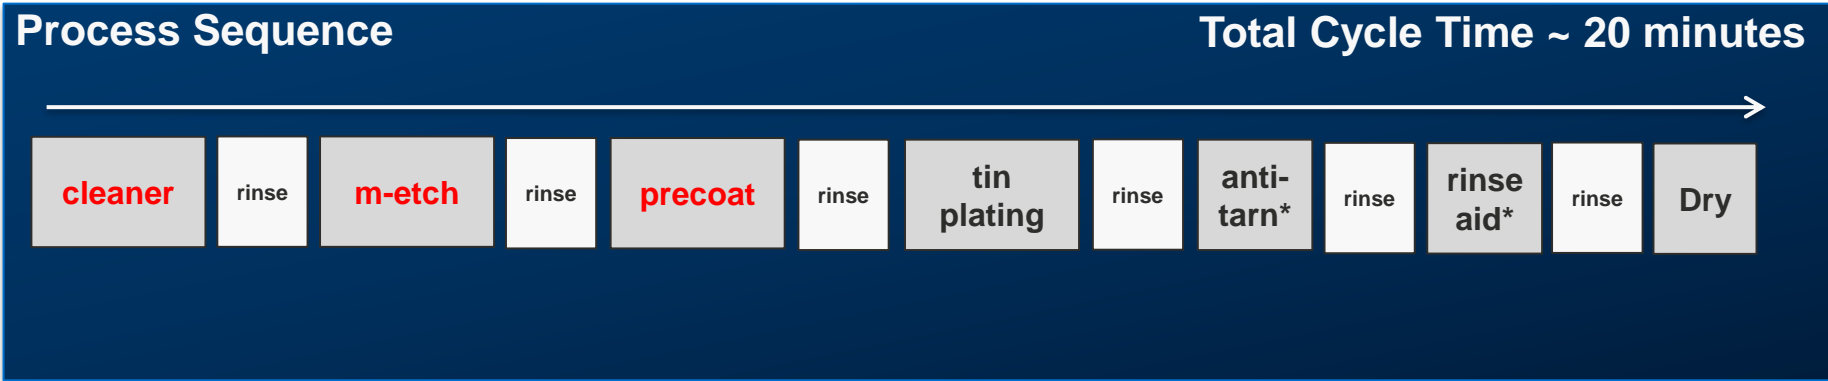 Process Sequence
Total Cycle Time ~ 20 minutes
cleaner
rinse
m-etch
rinse
precoat
rinse
tin
plating
rinse
anti-
tarn*
rinse
rinse
aid*
rinse
Dry